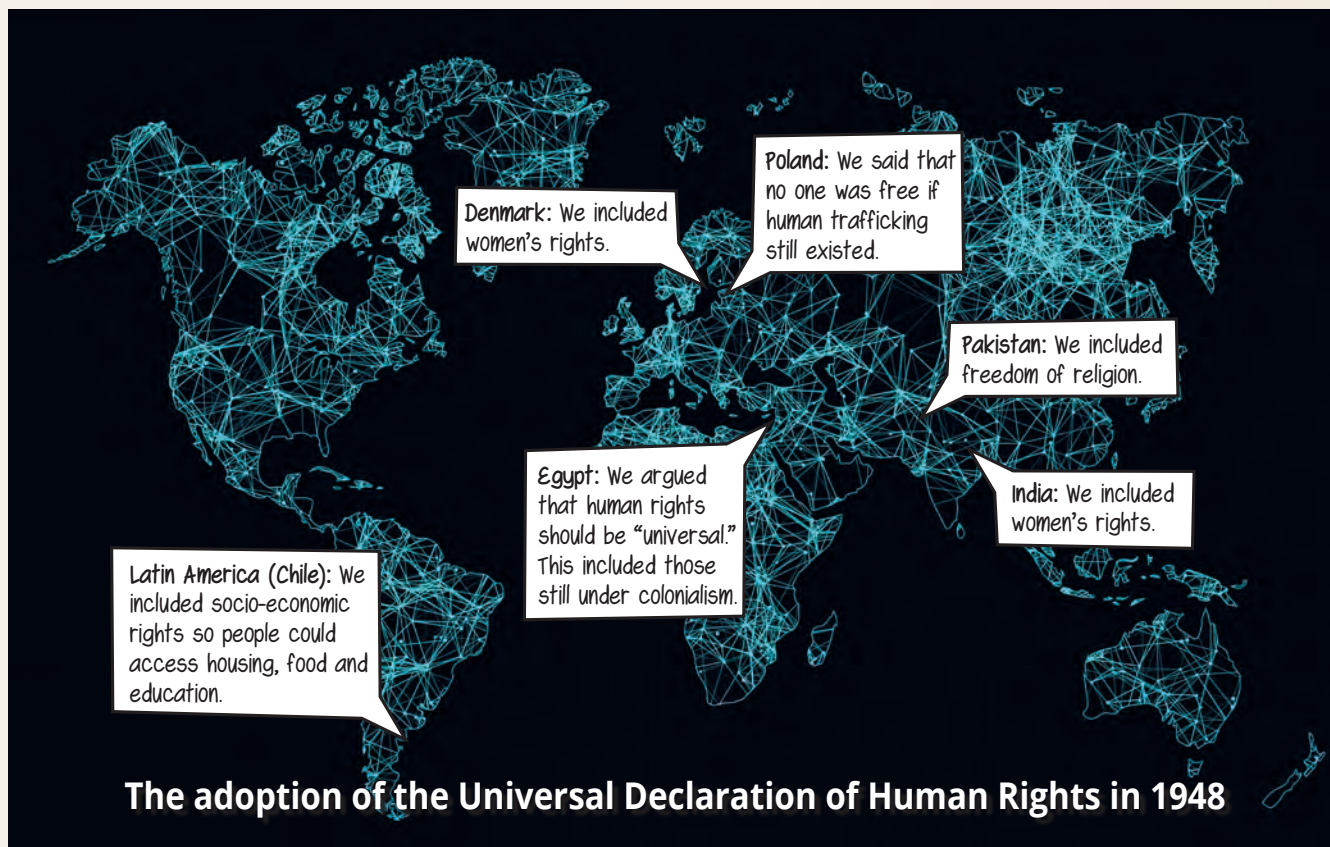 Denmark: We included
women's rights.
Poland: We said that
no one was free if
human trafficking
still existed.
Pakistan: We included
freedom of religion.
Egypt: We argued
that human rights
should be “universal.”
This included those
still under colonialism.
India: We included
women's rights.
Latin America (Chile): We
included socio-economic
rights so people could
access housing, food and
education.
The adoption of the Universal Declaration of Human Rights in 1948